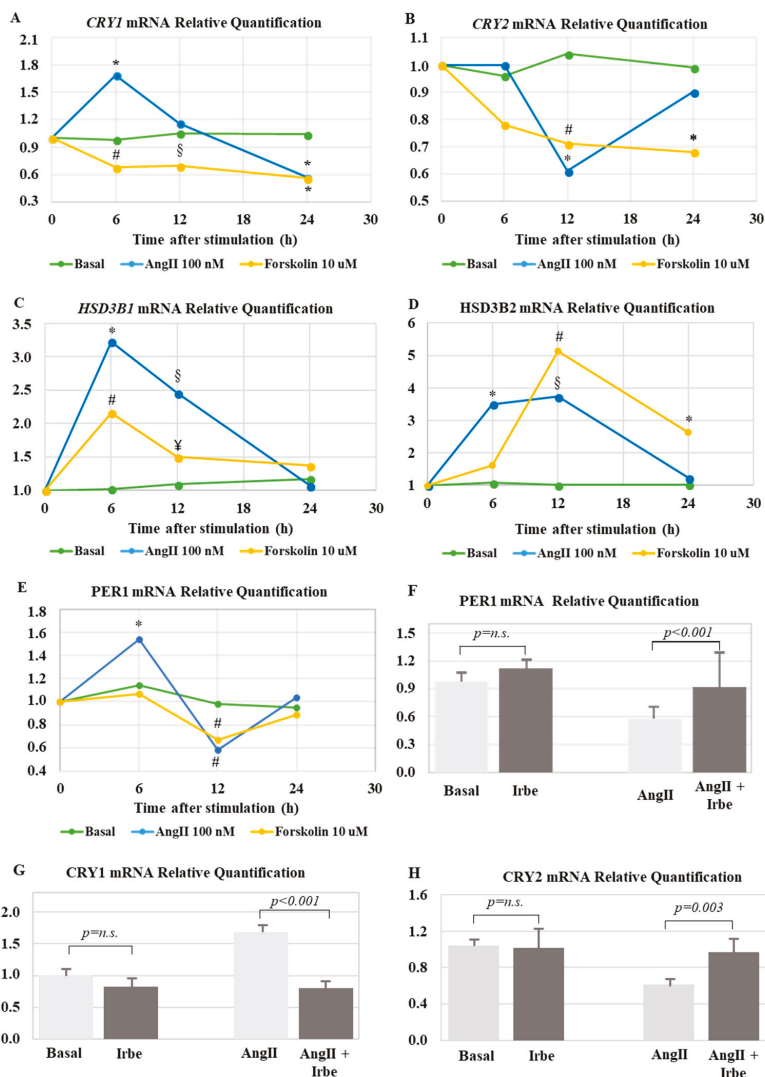 A
CRY1 mRNA Relative Quantification
2.1
1.8
1.5
1.2
0.9
0.6
0.3
*
#
§
*
*
0
6
12
18
24
30
Time after stimulation (h)
Basal
AngII 100 nM
Forskolin 10 uM
B
CRY2 mRNA Relative Quantification
1.1
1.0
0.9
0.8
0.7
0.6
0.5
#
*
*
0
6
12
18
24
30
Time after stimulation (h)
Basal
AngII 100 nM
Forskolin 10 uM
C
HSD3B1 mRNA Relative Quantification
3.5
3.0
2.5
2.0
1.5
1.0
*
#
§
¥
0
6
12
18
24
30
Time after stimulation (h)
Basal
AngII 100 nM
Forskolin 10 uM
D
HSD3B2 mRNA Relative Quantification
6
5
4
3
2
1
*
#
§
*
0
6
12
18
24
30
Time after stimulation (h)
Basal
AngII 100 nM
Forskolin 10 uM
E
PER1 mRNA Relative Quantification
1.8
1.6
1.4
1.2
1.0
0.8
0.6
0.4
*
#
#
0
6
12
24
30
Time after stimulation (h)
Basal
AngII 100 nM
Forskolin 10 uM
F
PER1 mRNA Relative Quantification
1.5
1.2
0.9
0.6
0.3
0.0
p=n.s.
p<0.001
Basal
Irbe
AngII
AngII +
Irbe
G
CRY1 mRNA Relative Quantification
2.0
1.5
1.0
0.5
0.0
p=n.s.
p<0.001
Basal
Irbe
AngII
AngII +
Irbe
H
CRY2 mRNA Relative Quantification
1.6
1.2
0.8
0.4
0.0
p=n.s.
p=0.003
Basal
Irbe
AngII
AngII +
Irbe